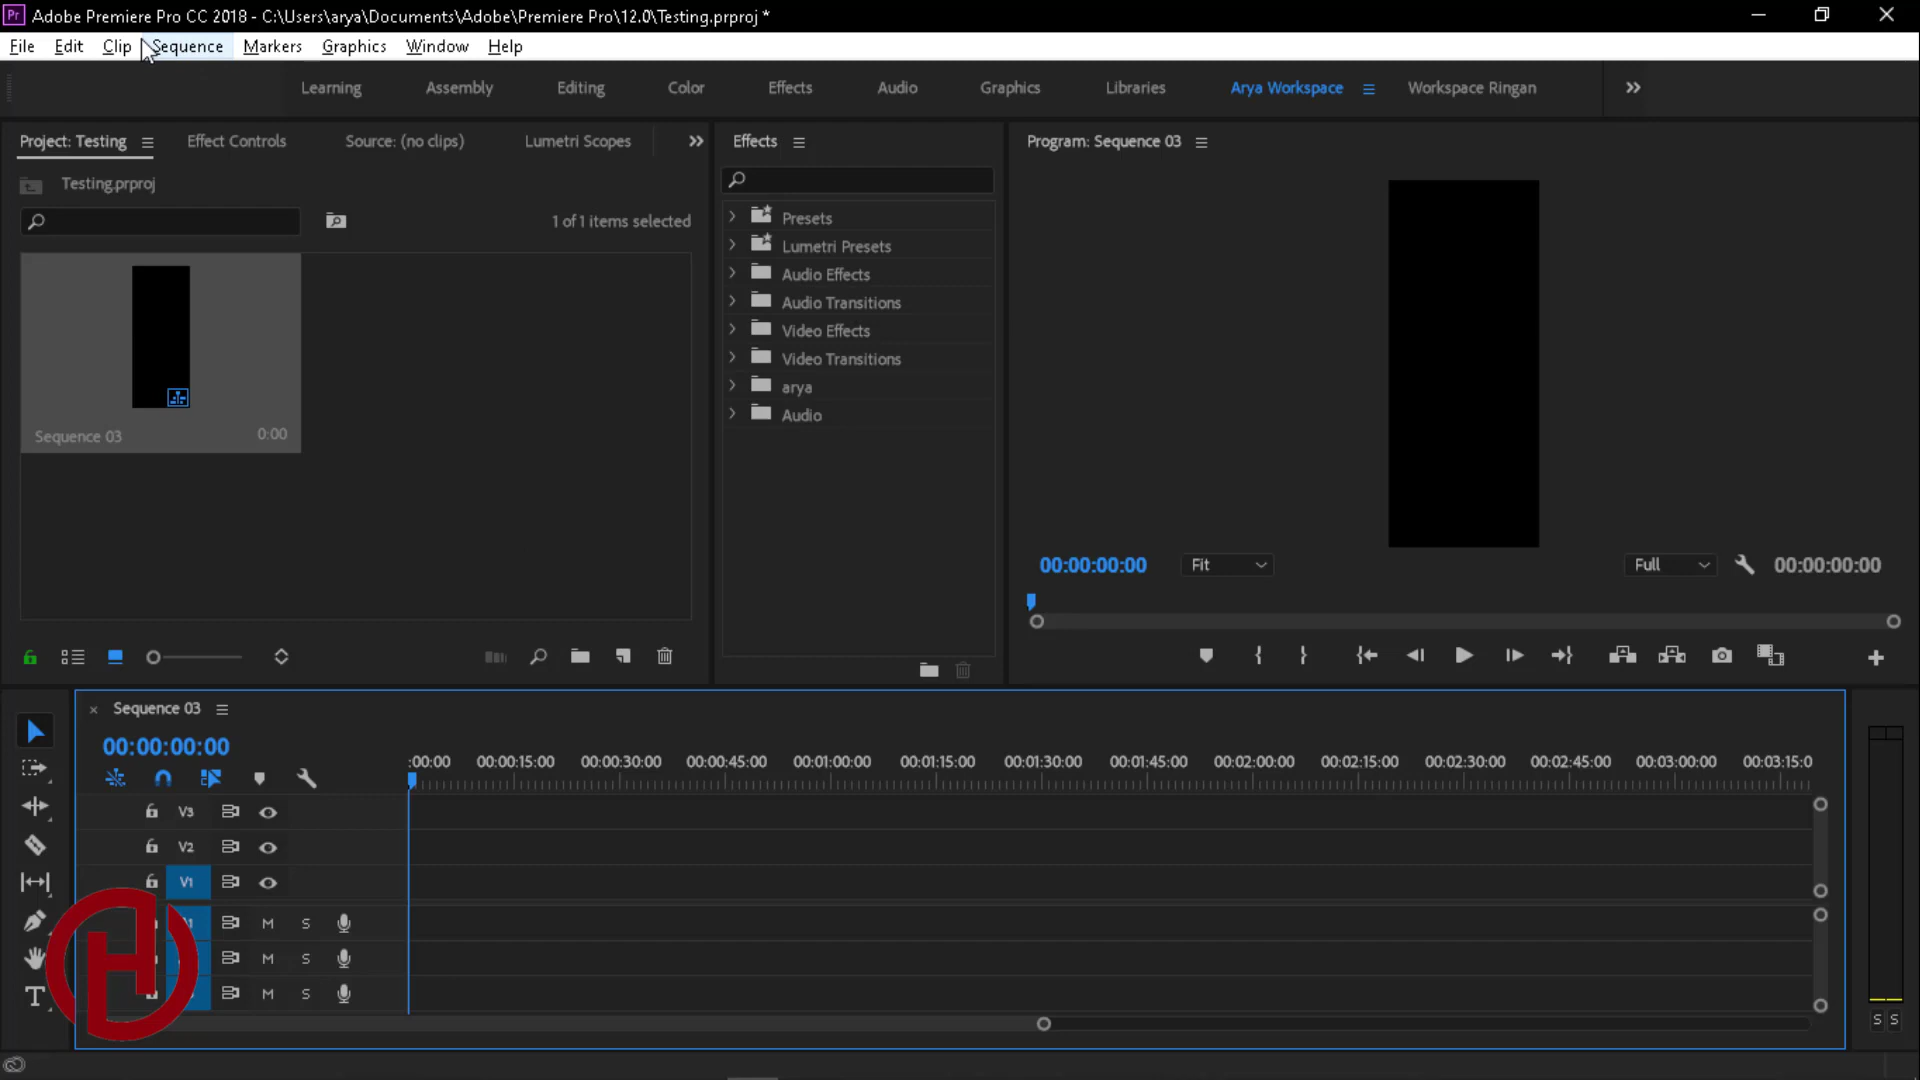 Adobe Premiere Pro CC 2018 - C:\Users\arya\Documents\Adobe\Premiere Pro\12.0\Testing.prproj *
File Edit Clip Sequence Markers Graphics Window Help
Learning Assembly Editing Color Effects Audio Graphics Libraries Arya Workspace Workspace Ringan
Project: Testing Effect Controls Source: (no clips) Lumetri Scopes
Testing.prproj
1 of 1 items selected
Sequence 03 0:00
Effects
Presets
Lumetri Presets
Audio Effects
Audio Transitions
Video Effects
Video Transitions
arya
Audio
Program: Sequence 03
00:00:00:00 Fit Full 00:00:00:00
Sequence 03
00:00:00:00
:00:00 00:00:15:00 00:00:30:00 00:00:45:00 00:01:00:00 00:01:15:00 00:01:30:00 00:01:45:00 00:02:00:00 00:02:15:00 00:02:30:00 00:02:45:00 00:03:00:00 00:03:15:0
V3
V2
V1
M S
M S
M S
S S